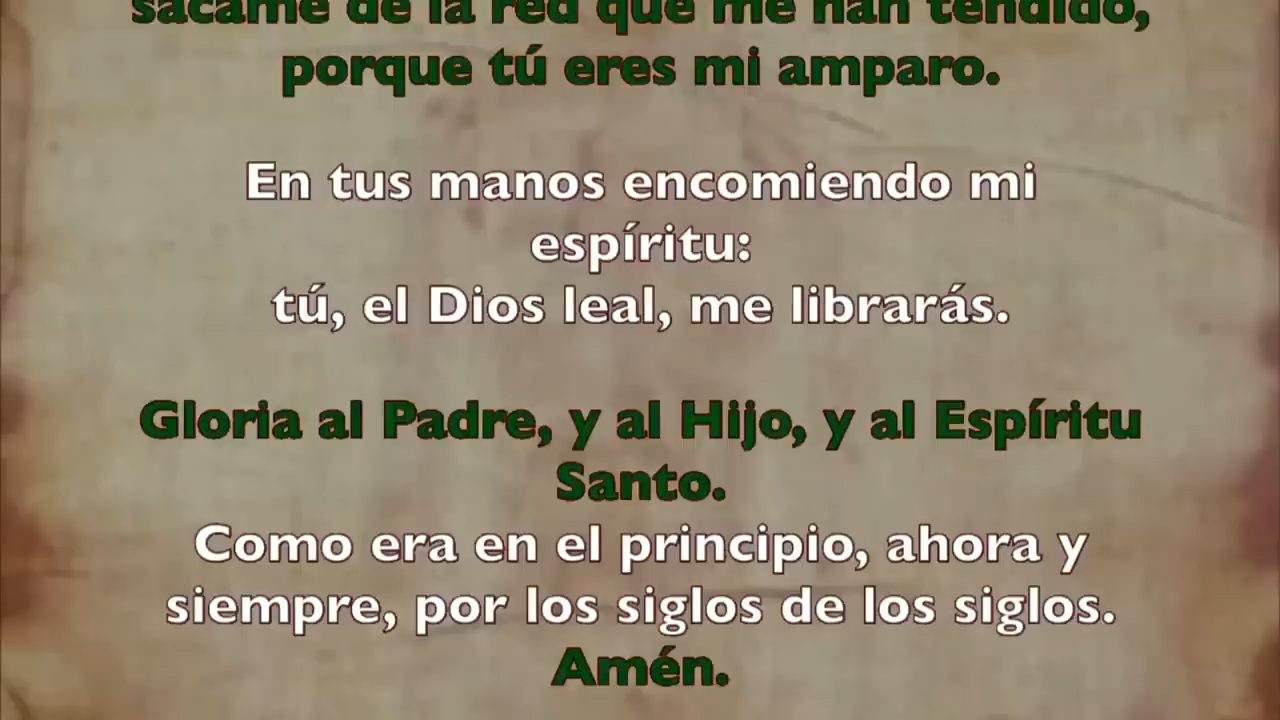 sácame de la red que me han tendido,
porque tú eres mi amparo.
En tus manos encomiendo mi
espíritu:
tú, el Dios leal, me librarás.
Gloria al Padre, y al Hijo, y al Espíritu
Santo.
Como era en el principio, ahora y
siempre, por los siglos de los siglos.
Amén.